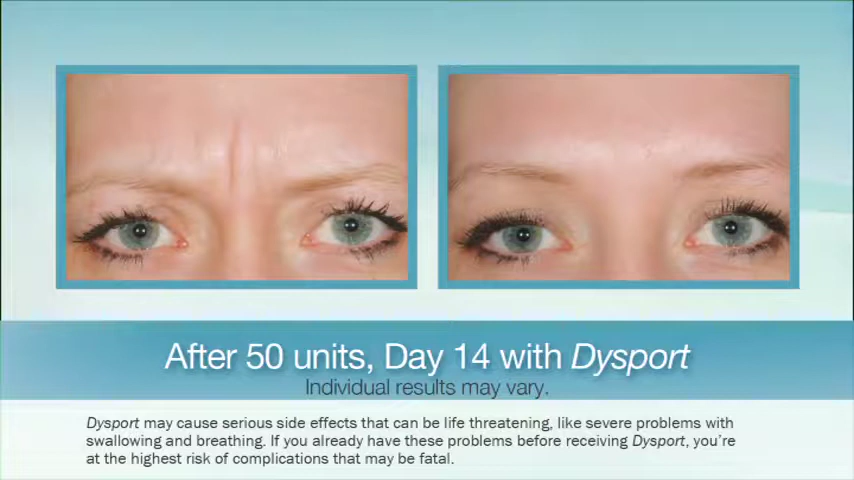 After 50 units, Day 14 with Dysport
Individual results may vary.
Dysport may cause serious side effects that can be life threatening, like severe problems with
swallowing and breathing. If you already have these problems before receiving Dysport, you’re
at the highest risk of complications that may be fatal.